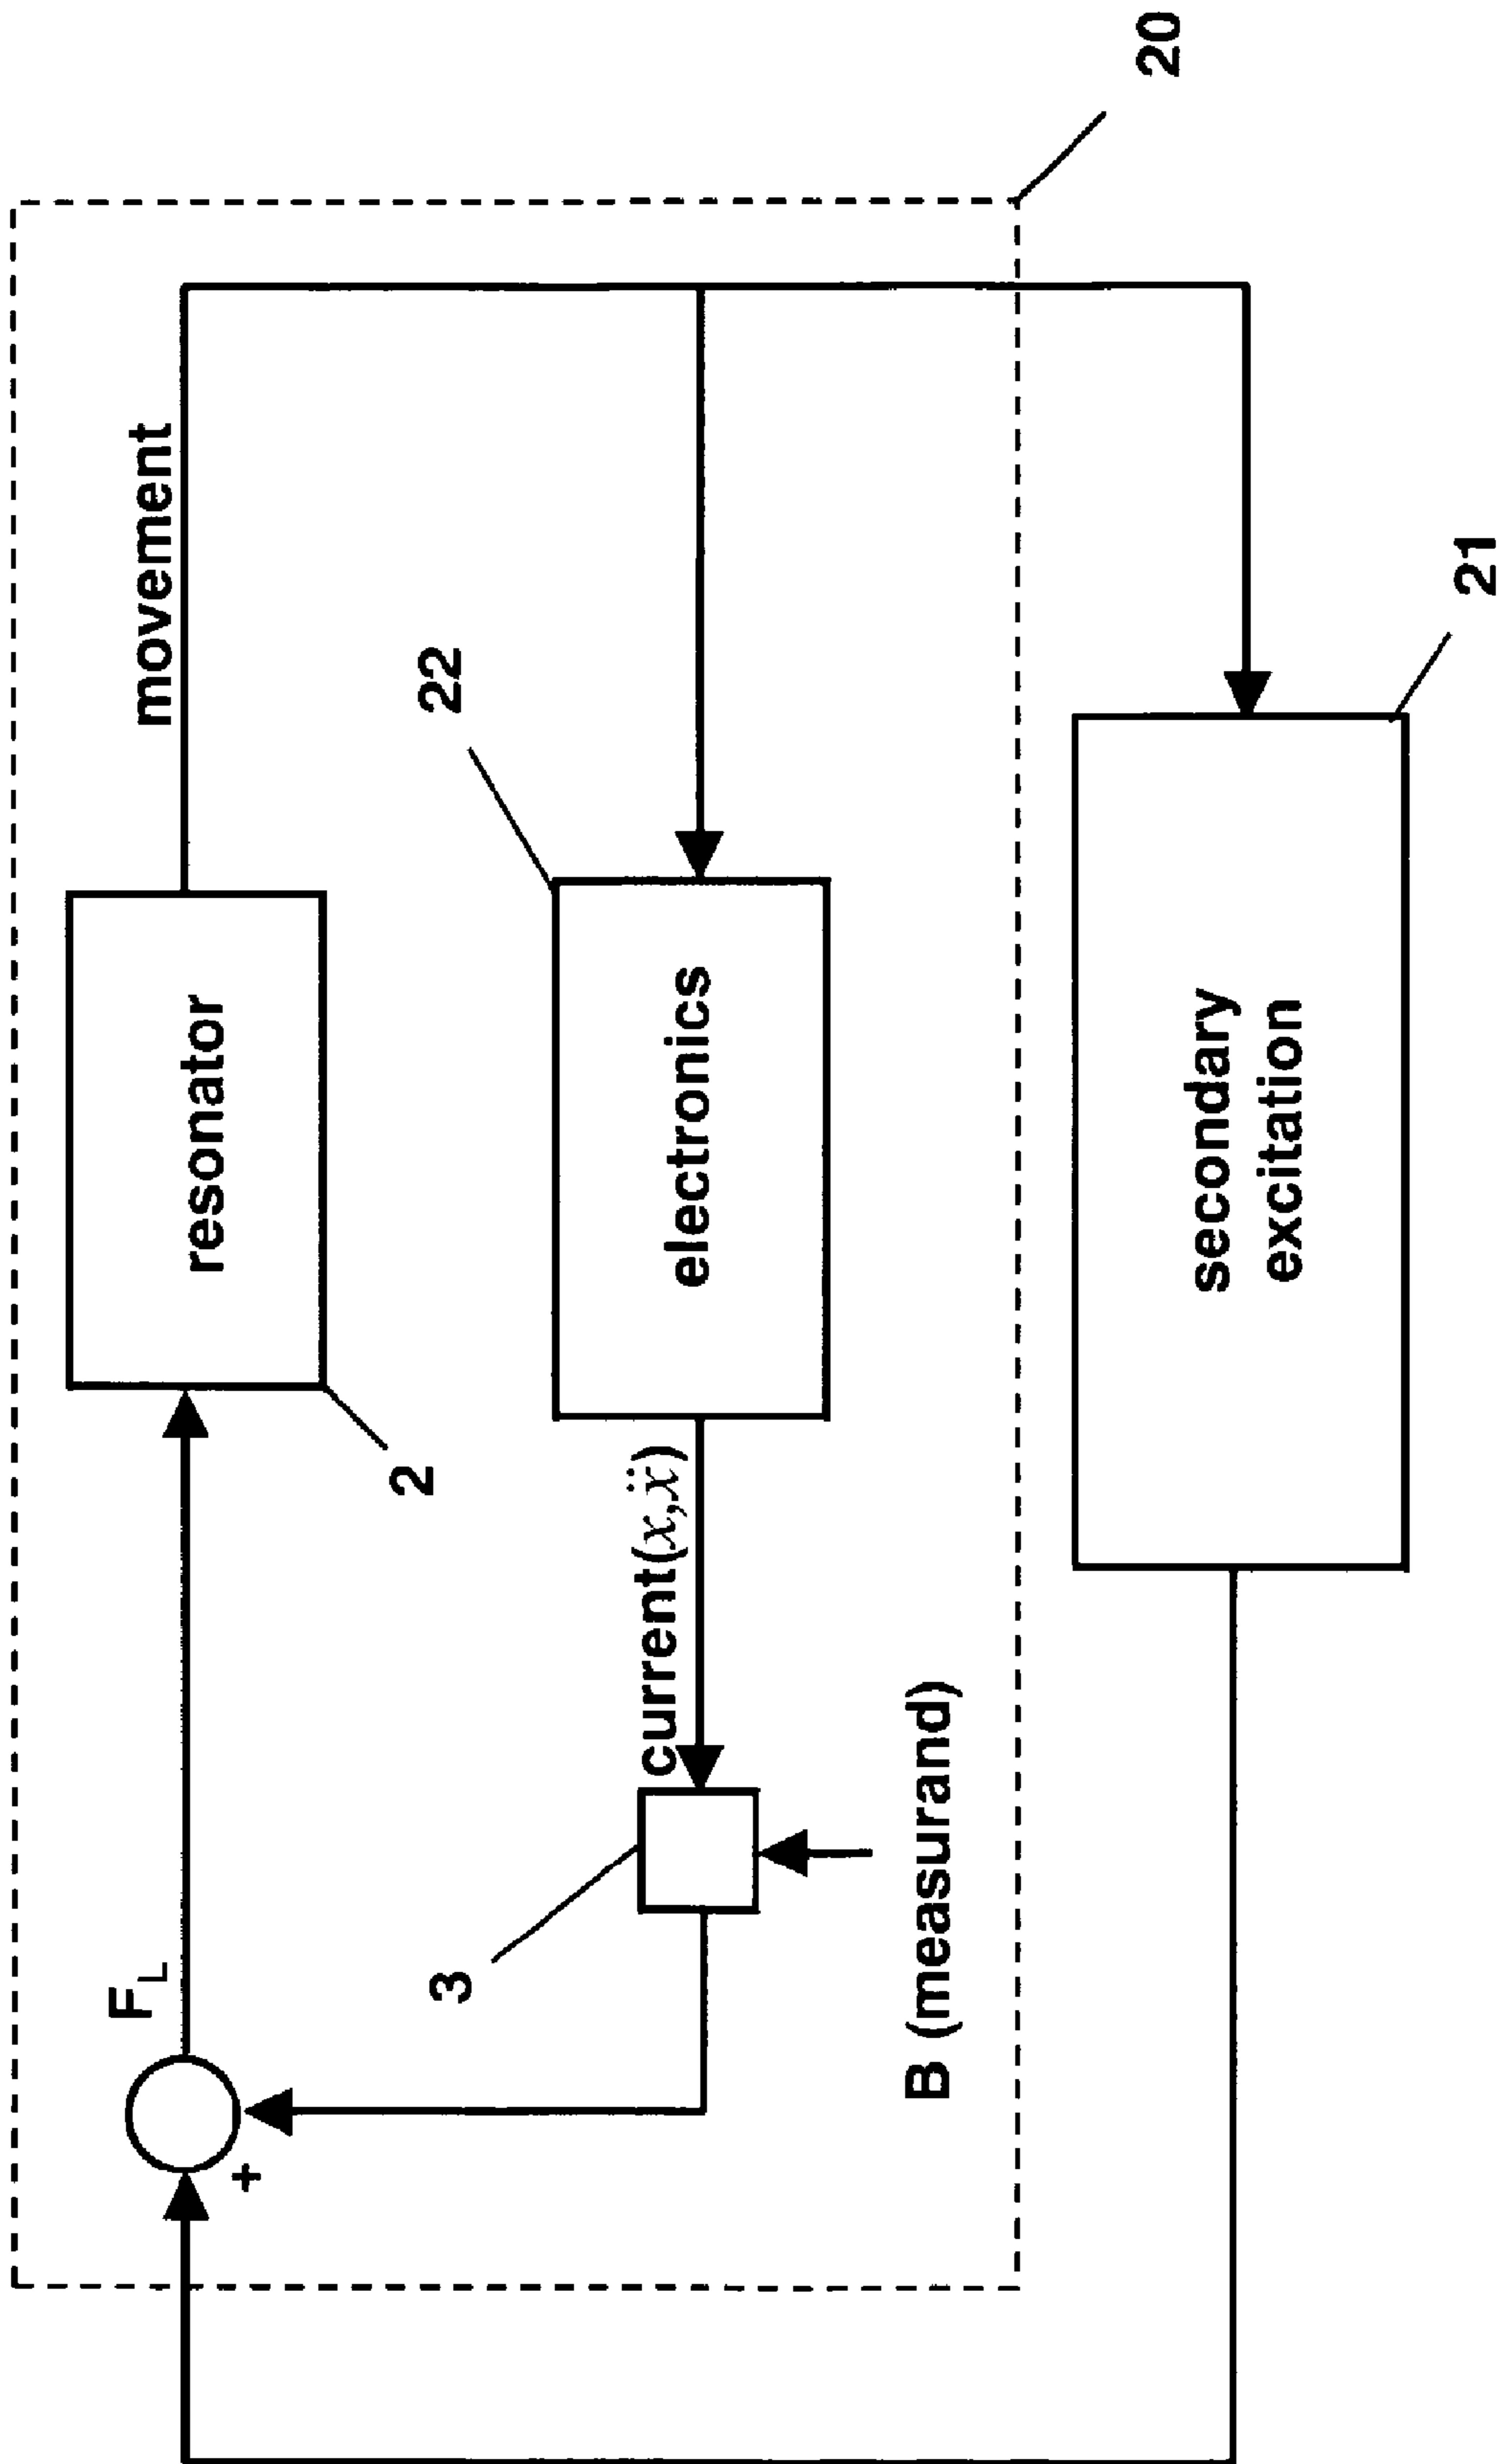 20
movement
resonator
F_L
2
22
electronics
current(x,ẍ)
3
B (measurand)
secondary
excitation
21
+